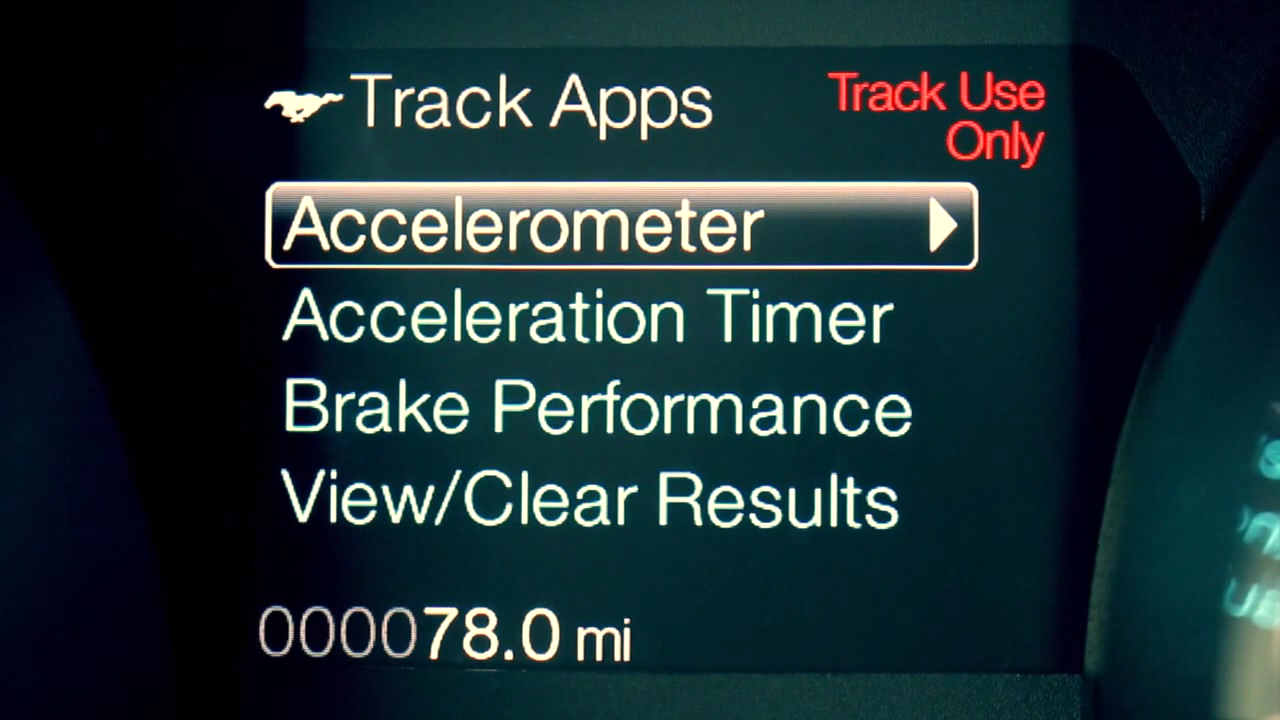 Track Apps
Track Use
Only
Accelerometer
Acceleration Timer
Brake Performance
View/Clear Results
000078.0 mi